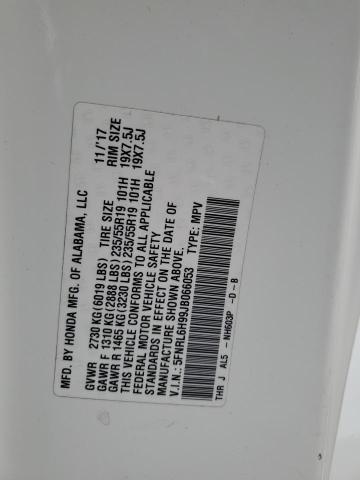 MFD. BY HONDA MFG. OF ALABAMA, LLC 11/'17
GVWR 2730 KG(6019 LBS) TIRE SIZE RIM SIZE
GAWR F 1310 KG(2888 LBS) 235/55R19 101H 19X7.5J
GAWR R 1465 KG(3230 LBS) 235/55R19 101H 19X7.5J
THIS VEHICLE CONFORMS TO ALL APPLICABLE
FEDERAL MOTOR VEHICLE SAFETY
STANDARDS IN EFFECT ON THE DATE OF
MANUFACTURE SHOWN ABOVE.
V.I.N.: 5FNRL6H99JB066053 TYPE: MPV
THR J AL5 - NH603P -D-B